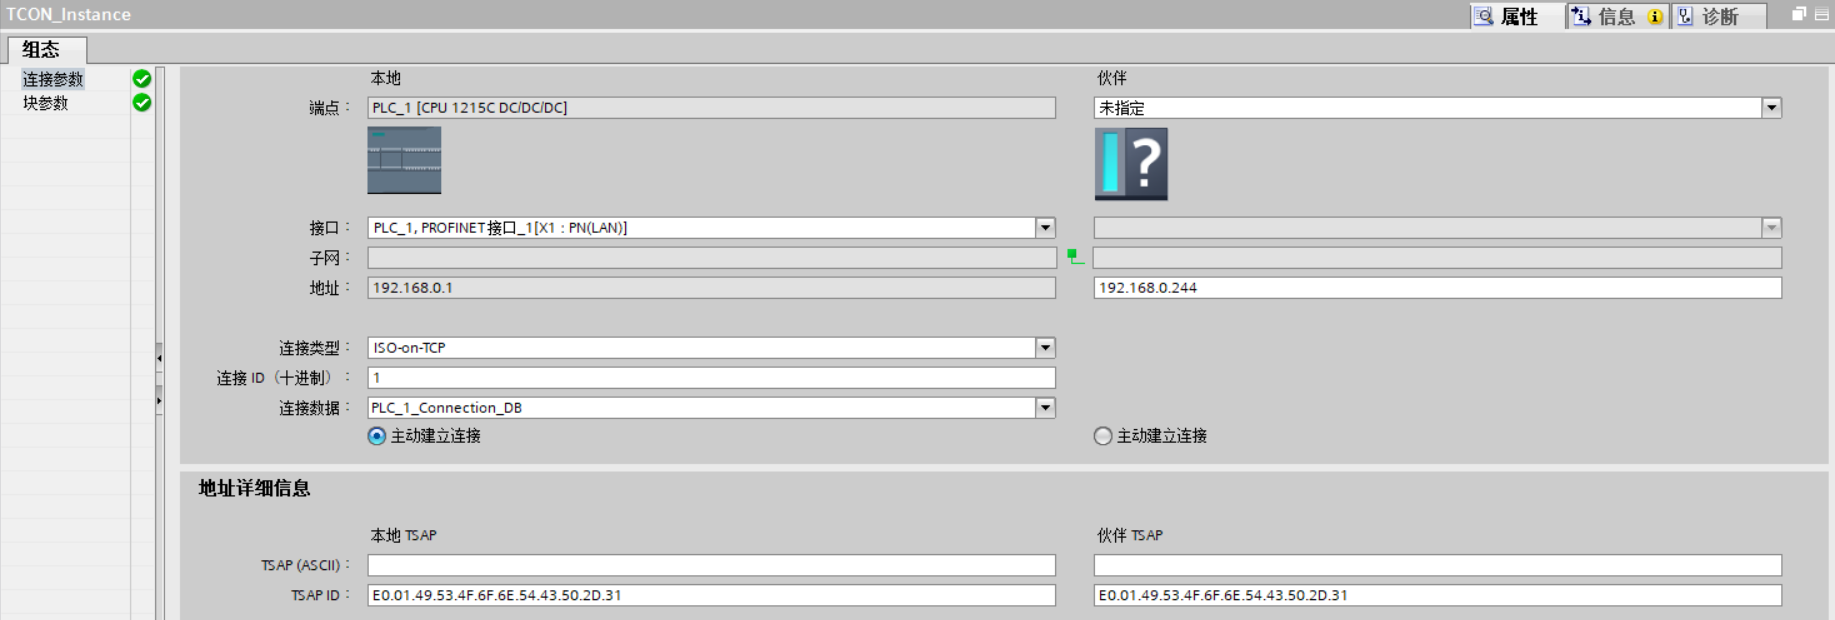 TCON_Instance
属性 信息 诊断
组态
连接参数
块参数
本地 伙伴
端点： PLC_1 [CPU 1215C DC/DC/DC] 未指定
?
接口： PLC_1, PROFINET接口_1[X1 : PN(LAN)]
子网：
地址： 192.168.0.1 192.168.0.244
连接类型： ISO-on-TCP
连接 ID（十进制）： 1
连接数据： PLC_1_Connection_DB
主动建立连接 主动建立连接
地址详细信息
本地 TSAP 伙伴 TSAP
TSAP (ASCII)：
TSAP ID： E0.01.49.53.4F.6F.6E.54.43.50.2D.31 E0.01.49.53.4F.6F.6E.54.43.50.2D.31